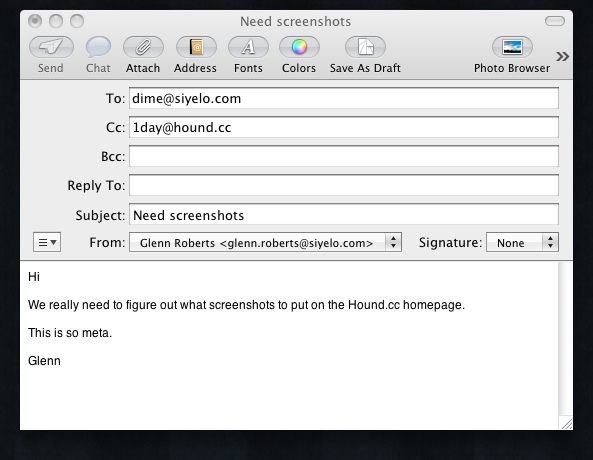 Need screenshots
Send Chat Attach Address Fonts Colors Save As Draft Photo Browser »
To: dime@siyelo.com
Cc: 1day@hound.cc
Bcc:
Reply To:
Subject: Need screenshots
From: Glenn Roberts <glenn.roberts@siyelo.com> Signature: None
Hi
We really need to figure out what screenshots to put on the Hound.cc homepage.
This is so meta.
Glenn